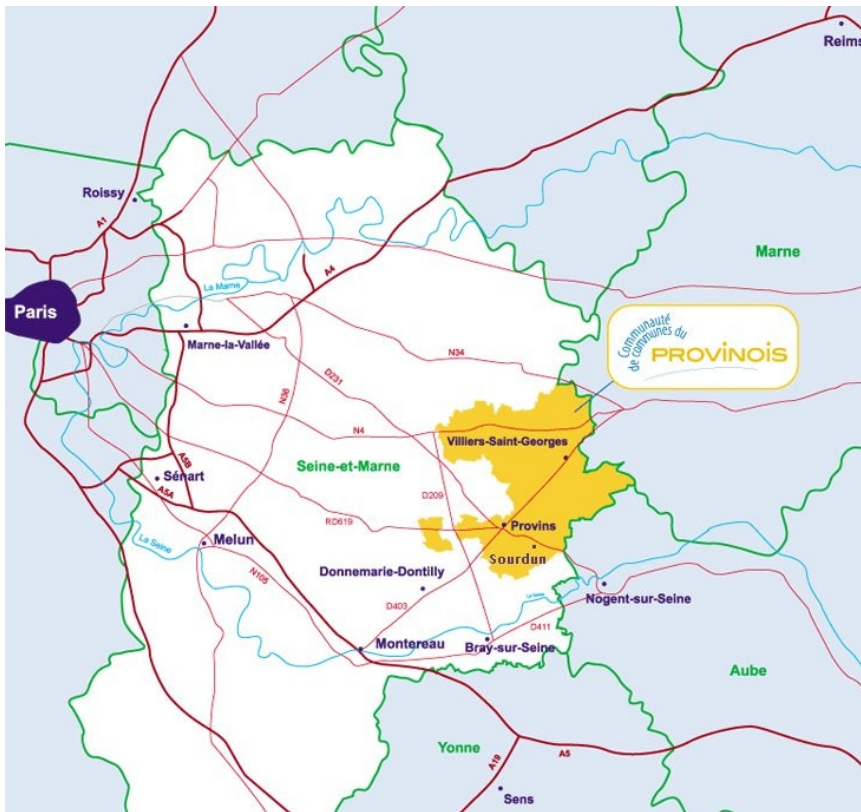 Reims
Roissy
A1
Marne
La Marne
A4
Paris
Communauté
de communes du
PROVINOIS
Marne-la-Vallée
N34
D231
N36
N4
Villiers-Saint-Georges
A5B
Seine-et-Marne
Sénart
A5A
D209
RD619
Provins
La Seine
Melun
Sourdun
N105
Donnemarie-Dontilly
La Seine
Nogent-sur-Seine
D403
D411
Montereau
Bray-sur-Seine
Aube
Yonne
A5
A19
Sens